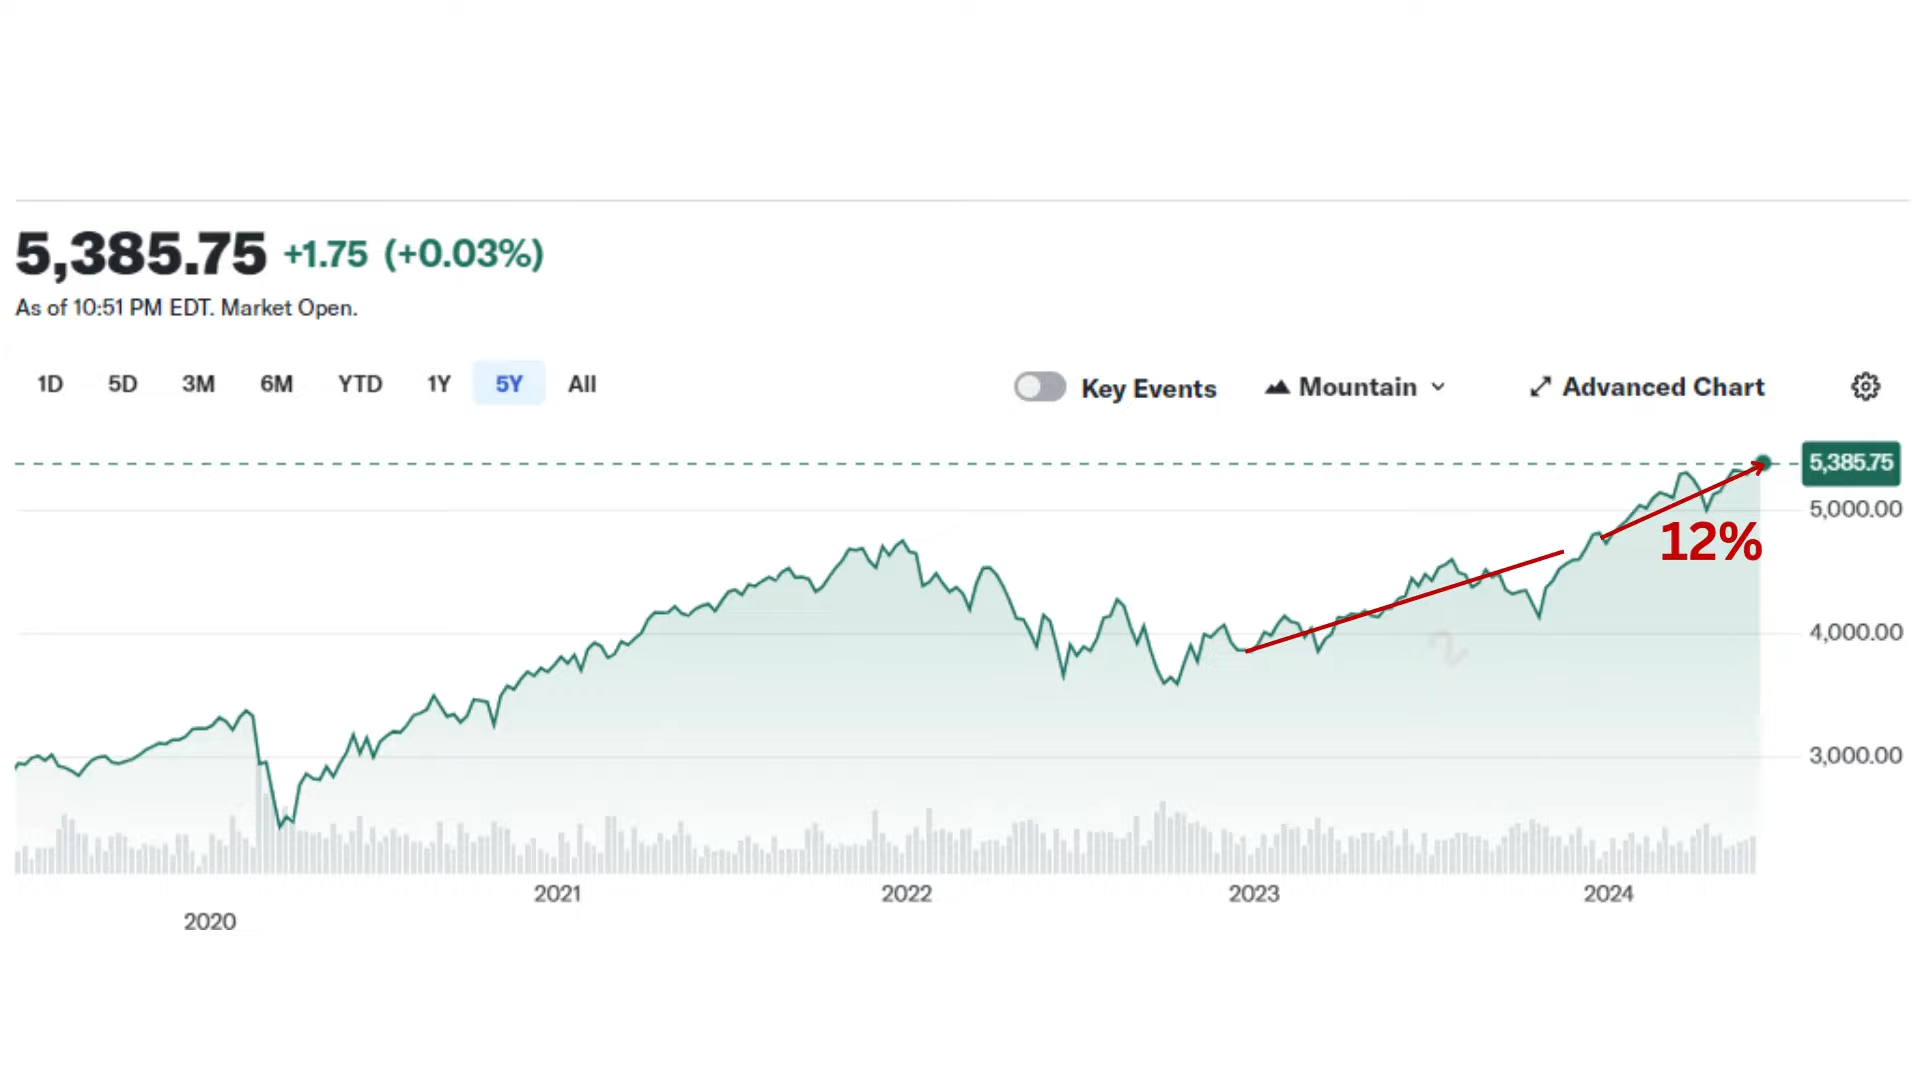 5,385.75 +1.75 (+0.03%)
As of 10:51 PM EDT. Market Open.
1D 5D 3M 6M YTD 1Y 5Y All Key Events Mountain Advanced Chart
5,385.75
5,000.00
12%
4,000.00
2
3,000.00
2021 2022 2023 2024
2020